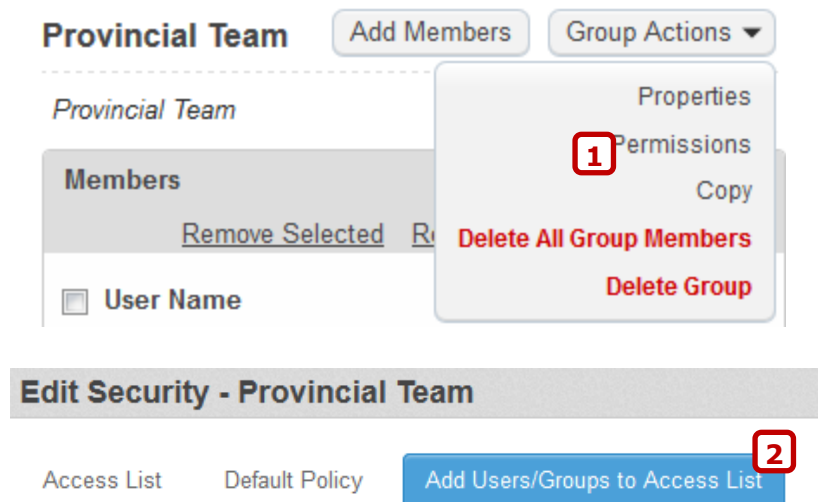 Provincial Team Add Members Group Actions
Provincial Team
Properties
1 Permissions
Members
Copy
Remove Selected
Delete All Group Members
User Name
Delete Group
Edit Security - Provincial Team
2
Access List Default Policy Add Users/Groups to Access List